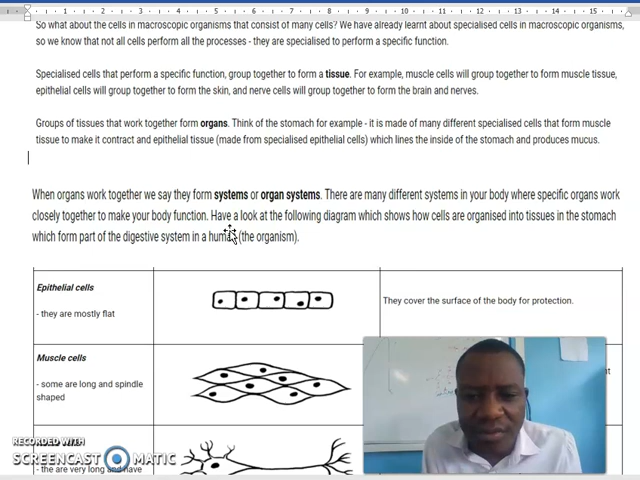 So what about the cells in macroscopic organisms that consist of many cells? We have already learnt about specialised cells in macroscopic organisms,
so we know that not all cells perform all the processes - they are specialised to perform a specific function.
Specialised cells that perform a specific function, group together to form a tissue. For example, muscle cells will group together to form muscle tissue,
epithelial cells will group together to form the skin, and nerve cells will group together to form the brain and nerves.
Groups of tissues that work together form organs. Think of the stomach for example - it is made of many different specialised cells that form muscle
tissue to make it contract and epithelial tissue (made from specialised epithelial cells) which lines the inside of the stomach and produces mucus.
When organs work together we say they form systems or organ systems. There are many different systems in your body where specific organs work
closely together to make your body function. Have a look at the following diagram which shows how cells are organised into tissues in the stomach
which form part of the digestive system in a human (the organism).
Epithelial cells
- they are mostly flat
They cover the surface of the body for protection.
Muscle cells
- some are long and spindle
shaped
RECORDED WITH
SCREENCAST MATIC
- the are very long and have